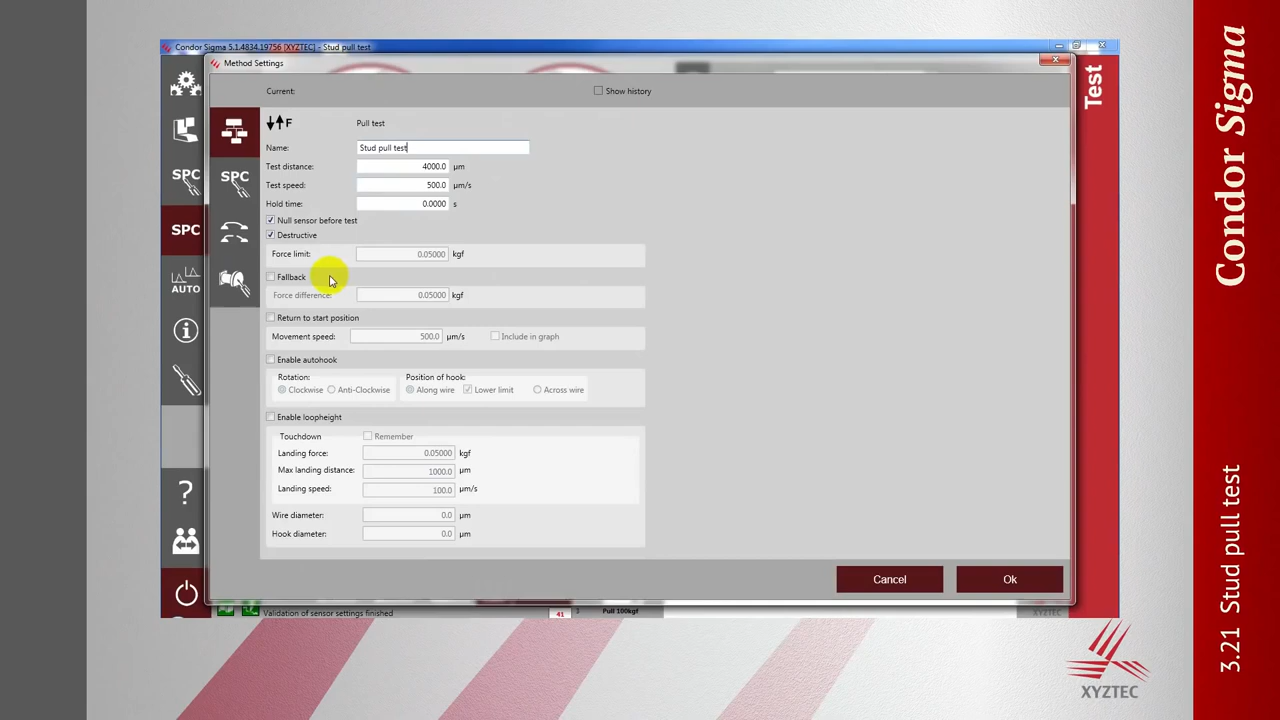 Condor Sigma 5.1.4834.19756 [XYZTEC] - Stud pull test
Method Settings
Current:
Show history
F
Pull test
Name:
Stud pull test
Test distance:
4000.0 µm
Test speed:
500.0 µm/s
Hold time:
0.0000 s
Null sensor before test
Destructive
Force limit:
0.05000 kgf
Fallback
Force difference:
0.05000 kgf
Return to start position
Movement speed:
500.0 µm/s
Include in graph
Enable autohook
Rotation:
Clockwise
Anti-Clockwise
Position of hook:
Along wire
Lower limit
Across wire
Enable loopheight
Touchdown
Remember
Landing force:
0.05000 kgf
Max landing distance:
1000.0 µm
Landing speed:
100.0 µm/s
Wire diameter:
0.0 µm
Hook diameter:
0.0 µm
Cancel
Ok
SPC
SPC
SPC
AUTO
?
Validation of sensor settings finished
41
3
Pull 100kgf
XYZTEC
Test
Condor Sigma
3.21 Stud pull test
XYZTEC